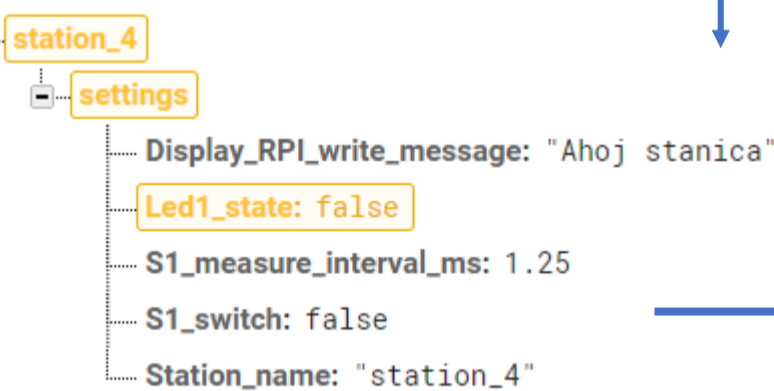 station_4
settings
Display_RPI_write_message: "Ahoj stanica"
Led1_state: false
S1_measure_interval_ms: 1.25
S1_switch: false
Station_name: "station_4"